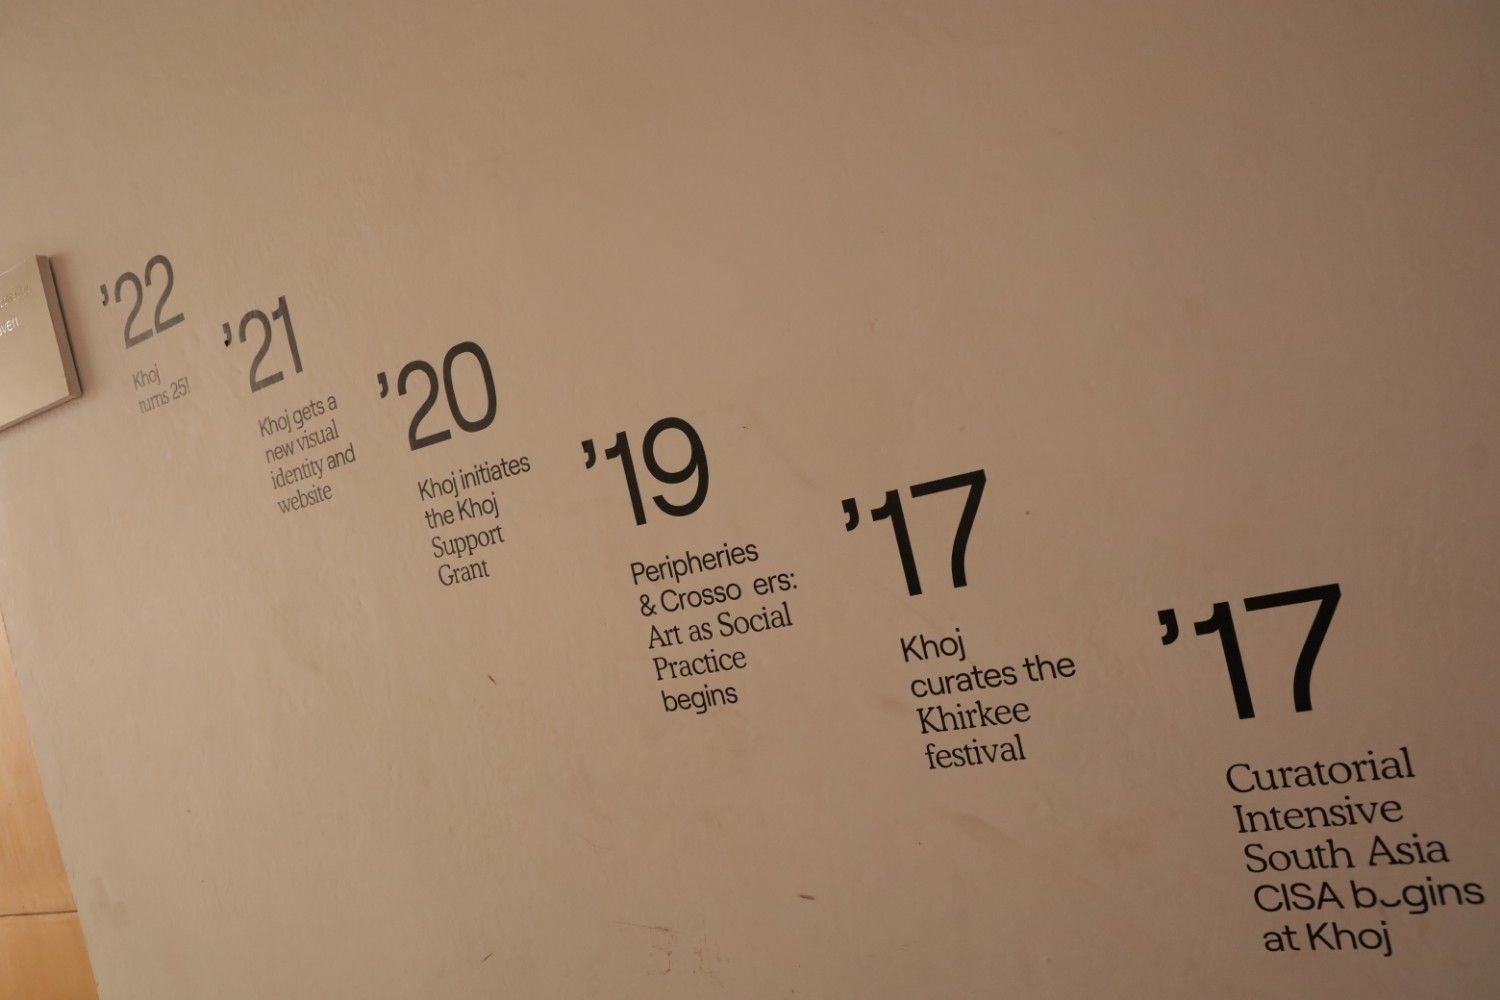 '22
Khoj
turns 25!
'21
Khoj gets a
new visual
identity and
website
'20
Khoj initiates
the Khoj
Support
Grant
'19
Peripheries
& Crosso ers:
Art as Social
Practice
begins
'17
Khoj
curates the
Khirkee
festival
'17
Curatorial
Intensive
South Asia
CISA b gins
at Khoj